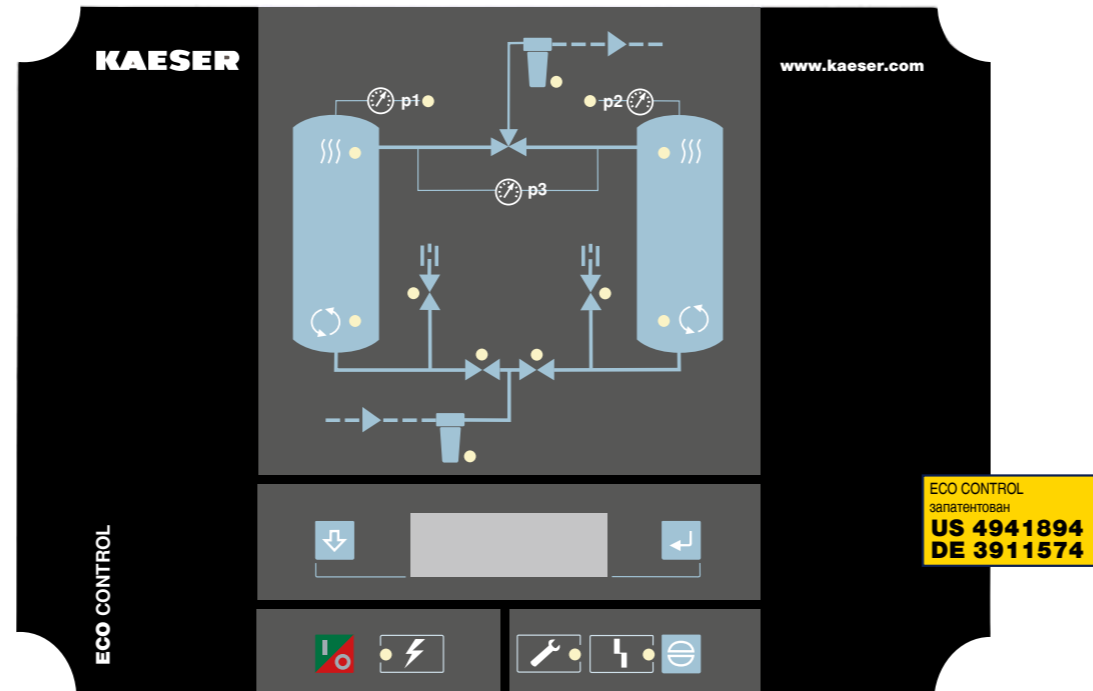 KAESER
www.kaeser.com
p1
p2
p3
ECO CONTROL
ECO CONTROL
запатентован
US 4941894
DE 3911574
I
O